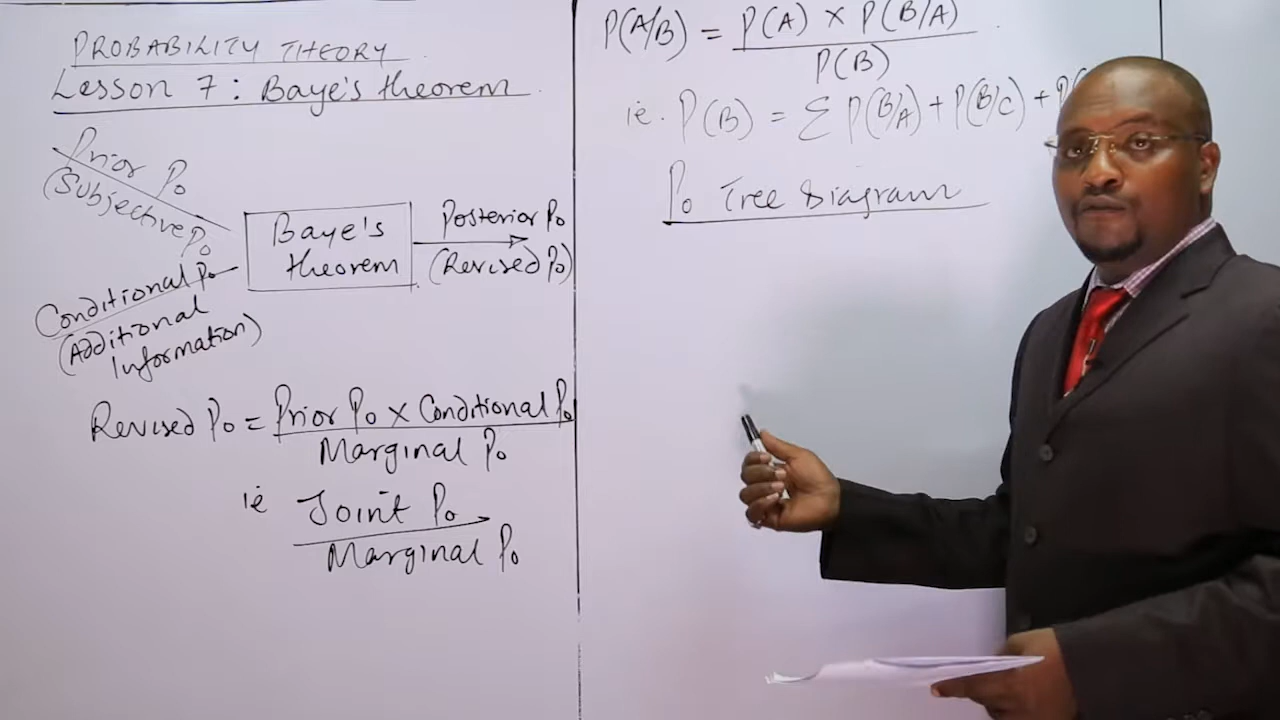 PROBABILITY THEORY
Lesson 7: Baye's theorem
Prior Po
(Subjective Po
Conditional Po
(Additional
Information)
Baye's
theorem
Posterior Po
(Revised Po)
Revised Po = Prior Po x Conditional Po
Marginal Po
ie Joint Po
Marginal Po
P(A/B) = P(A) x P(B/A)
P(B)
ie. P(B) = Σ P(B/A) + P(B/C) + P(
Po Tree Diagram